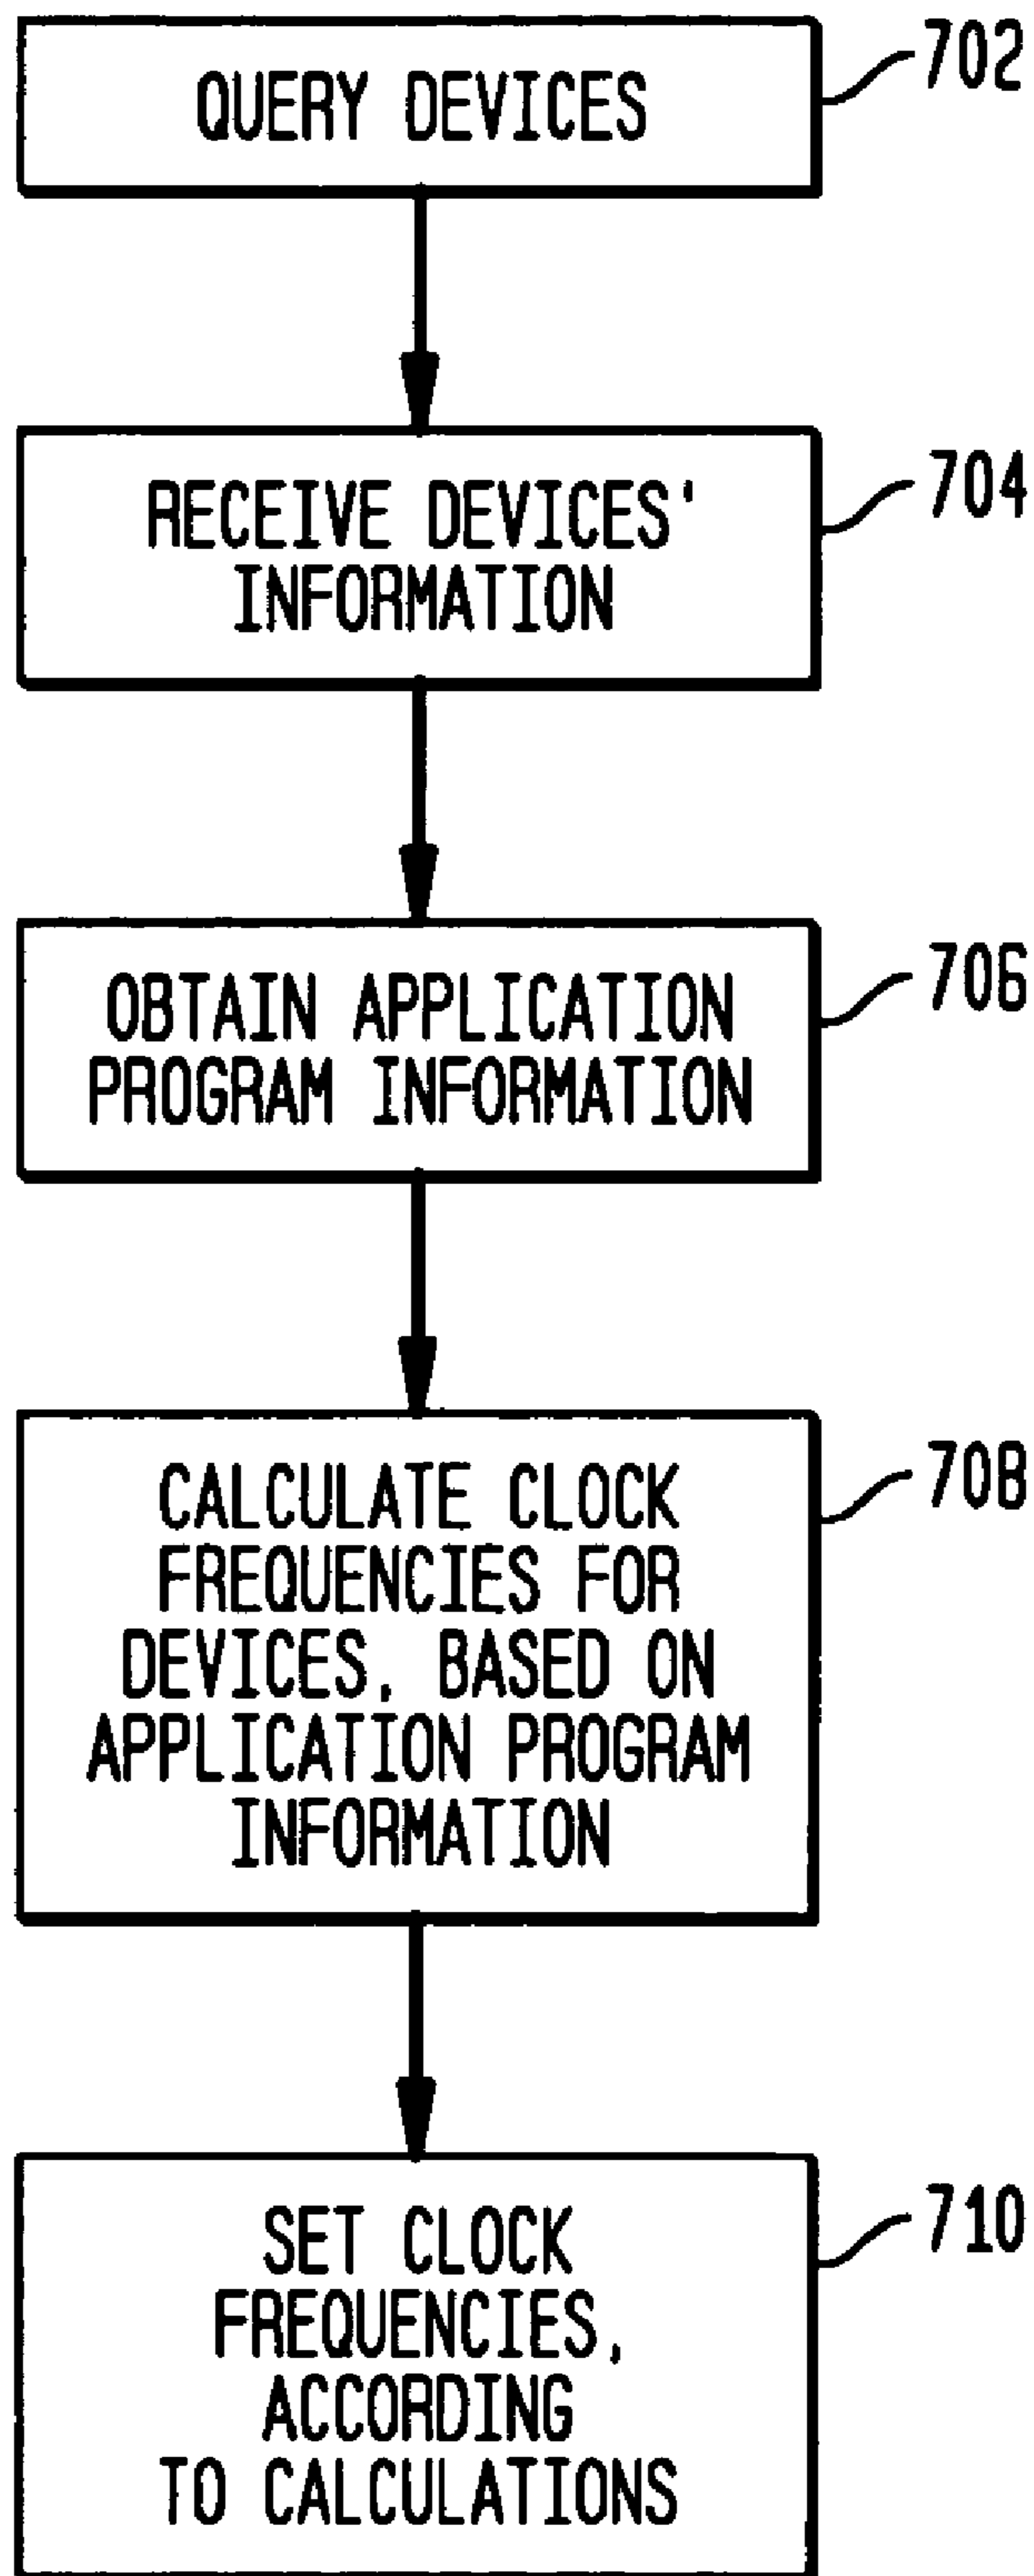 QUERY DEVICES
702
RECEIVE DEVICES'
INFORMATION
704
OBTAIN APPLICATION
PROGRAM INFORMATION
706
CALCULATE CLOCK
FREQUENCIES FOR
DEVICES, BASED ON
APPLICATION PROGRAM
INFORMATION
708
SET CLOCK
FREQUENCIES,
ACCORDING
TO CALCULATIONS
710